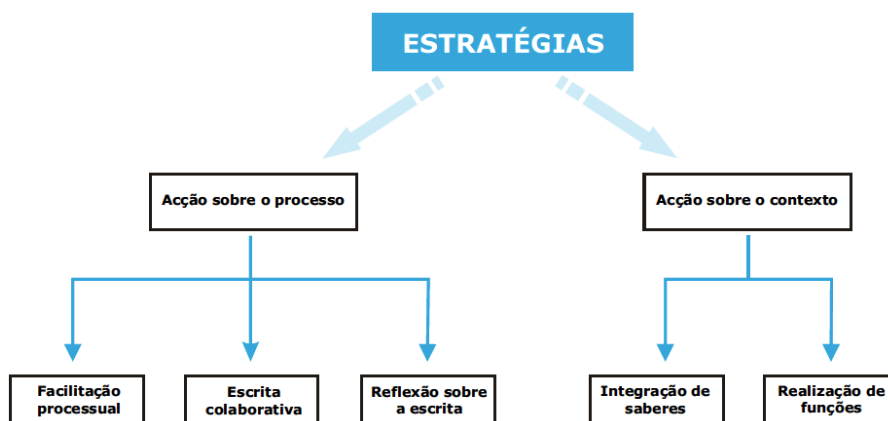 ESTRATÉGIAS
Acção sobre o processo
Acção sobre o contexto
Facilitação
processual
Escrita
colaborativa
Reflexão sobre
a escrita
Integração de
saberes
Realização de
funções